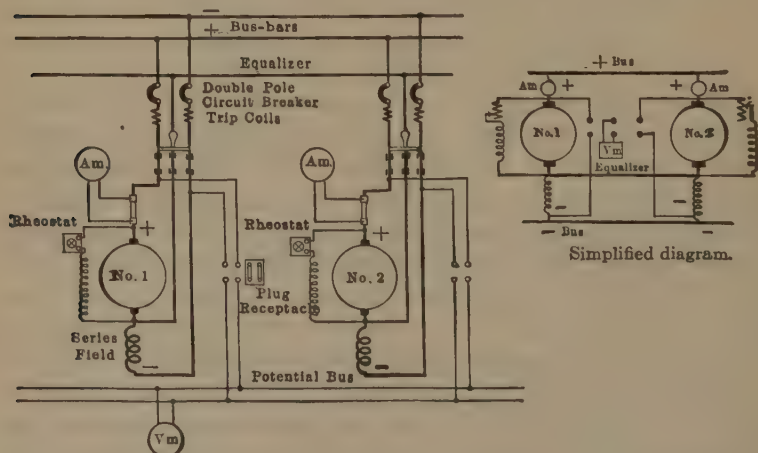 −
+ Bus-bars
Equalizer
Double Pole
Circuit Breaker
Trip Coils
Am.
Am.
Rheostat
+
No. 1
Rheostat
+
No. 2
Plug
Receptacle
Series
Field
−
−
Potential Bus
Vm
+ Bus
Am
+
Am
+
No. 1
No. 2
Vm
Equalizer
−
−
− Bus −
Simplified diagram.